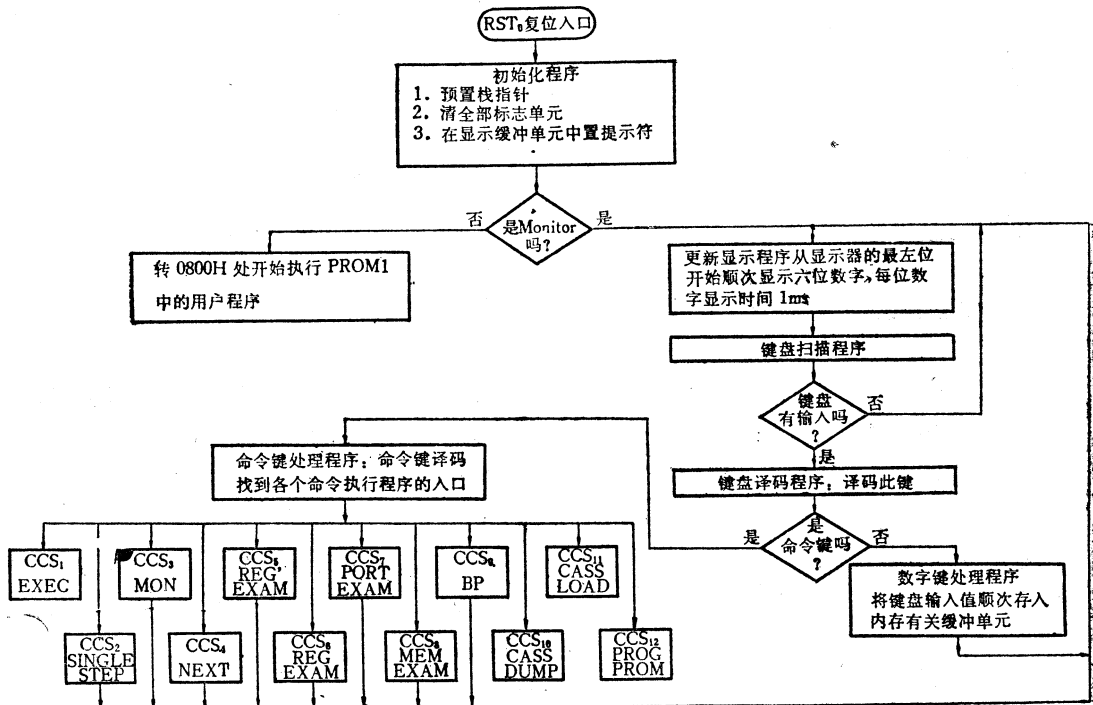 RST₀复位入口
初始化程序
1. 预置栈指针
2. 清全部标志单元
3. 在显示缓冲单元中置提示符
否
是Monitor
吗?
是
转 0800H 处开始执行 PROM1
中的用户程序
更新显示程序从显示器的最左位
开始顺次显示六位数字,每位数
字显示时间 1ms
键盘扫描程序
键盘
有输入吗
?
否
是
键盘译码程序; 译码此键
是
是
命令键吗
?
否
命令键处理程序; 命令键译码
找到各个命令执行程序的入口
数字键处理程序
将键盘输入值顺次存入
内存有关缓冲单元
CCS₁
EXEC
CCS₃
MON
CCS₅
REG'
EXAM
CCS₇
PORT
EXAM
CCS₉
BP
CCS₁₁
CASS
LOAD
CCS₂
SINGLE
STEP
CCS₄
NEXT
CCS₆
REG
EXAM
CCS₈
MEM
EXAM
CCS₁₀
CASS
DUMP
CCS₁₂
PROG
PROM